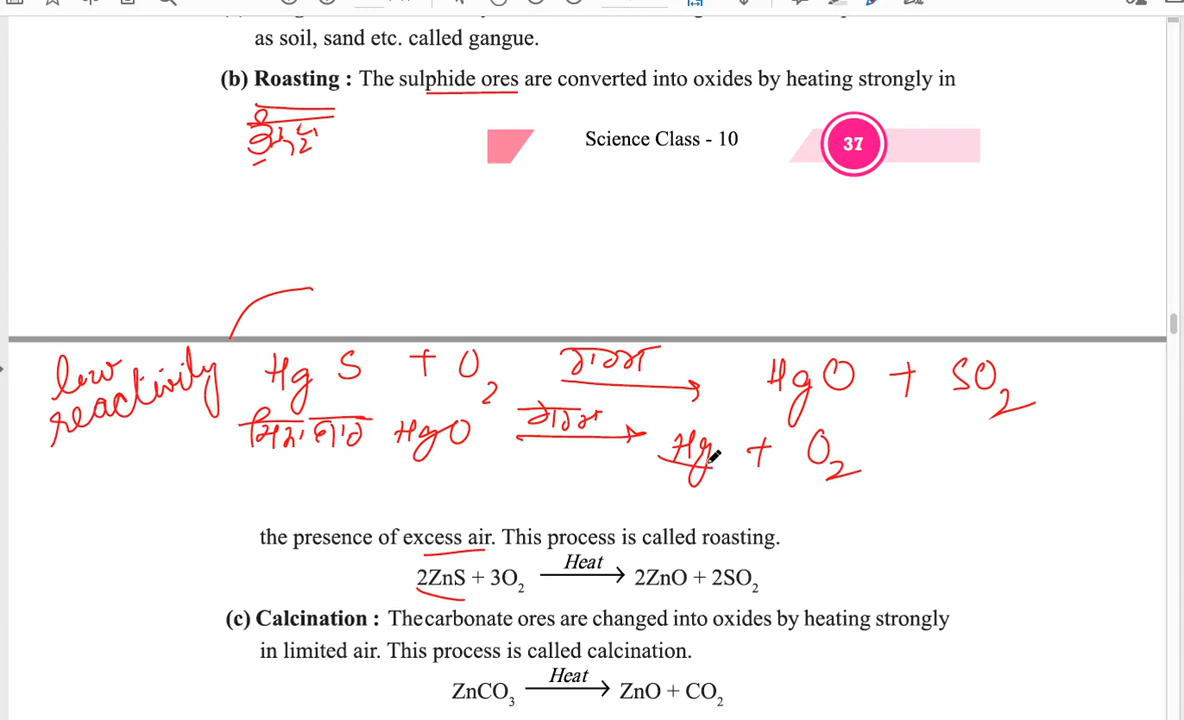 as soil, sand etc. called gangue.
(b) Roasting : The sulphide ores are converted into oxides by heating strongly in
Science Class - 10
37
low reactivity
Hg S + O2 → HgO + SO2
HgO → Hg + O2
the presence of excess air. This process is called roasting.
2ZnS + 3O2 Heat → 2ZnO + 2SO2
(c) Calcination : The carbonate ores are changed into oxides by heating strongly
in limited air. This process is called calcination.
ZnCO3 Heat → ZnO + CO2